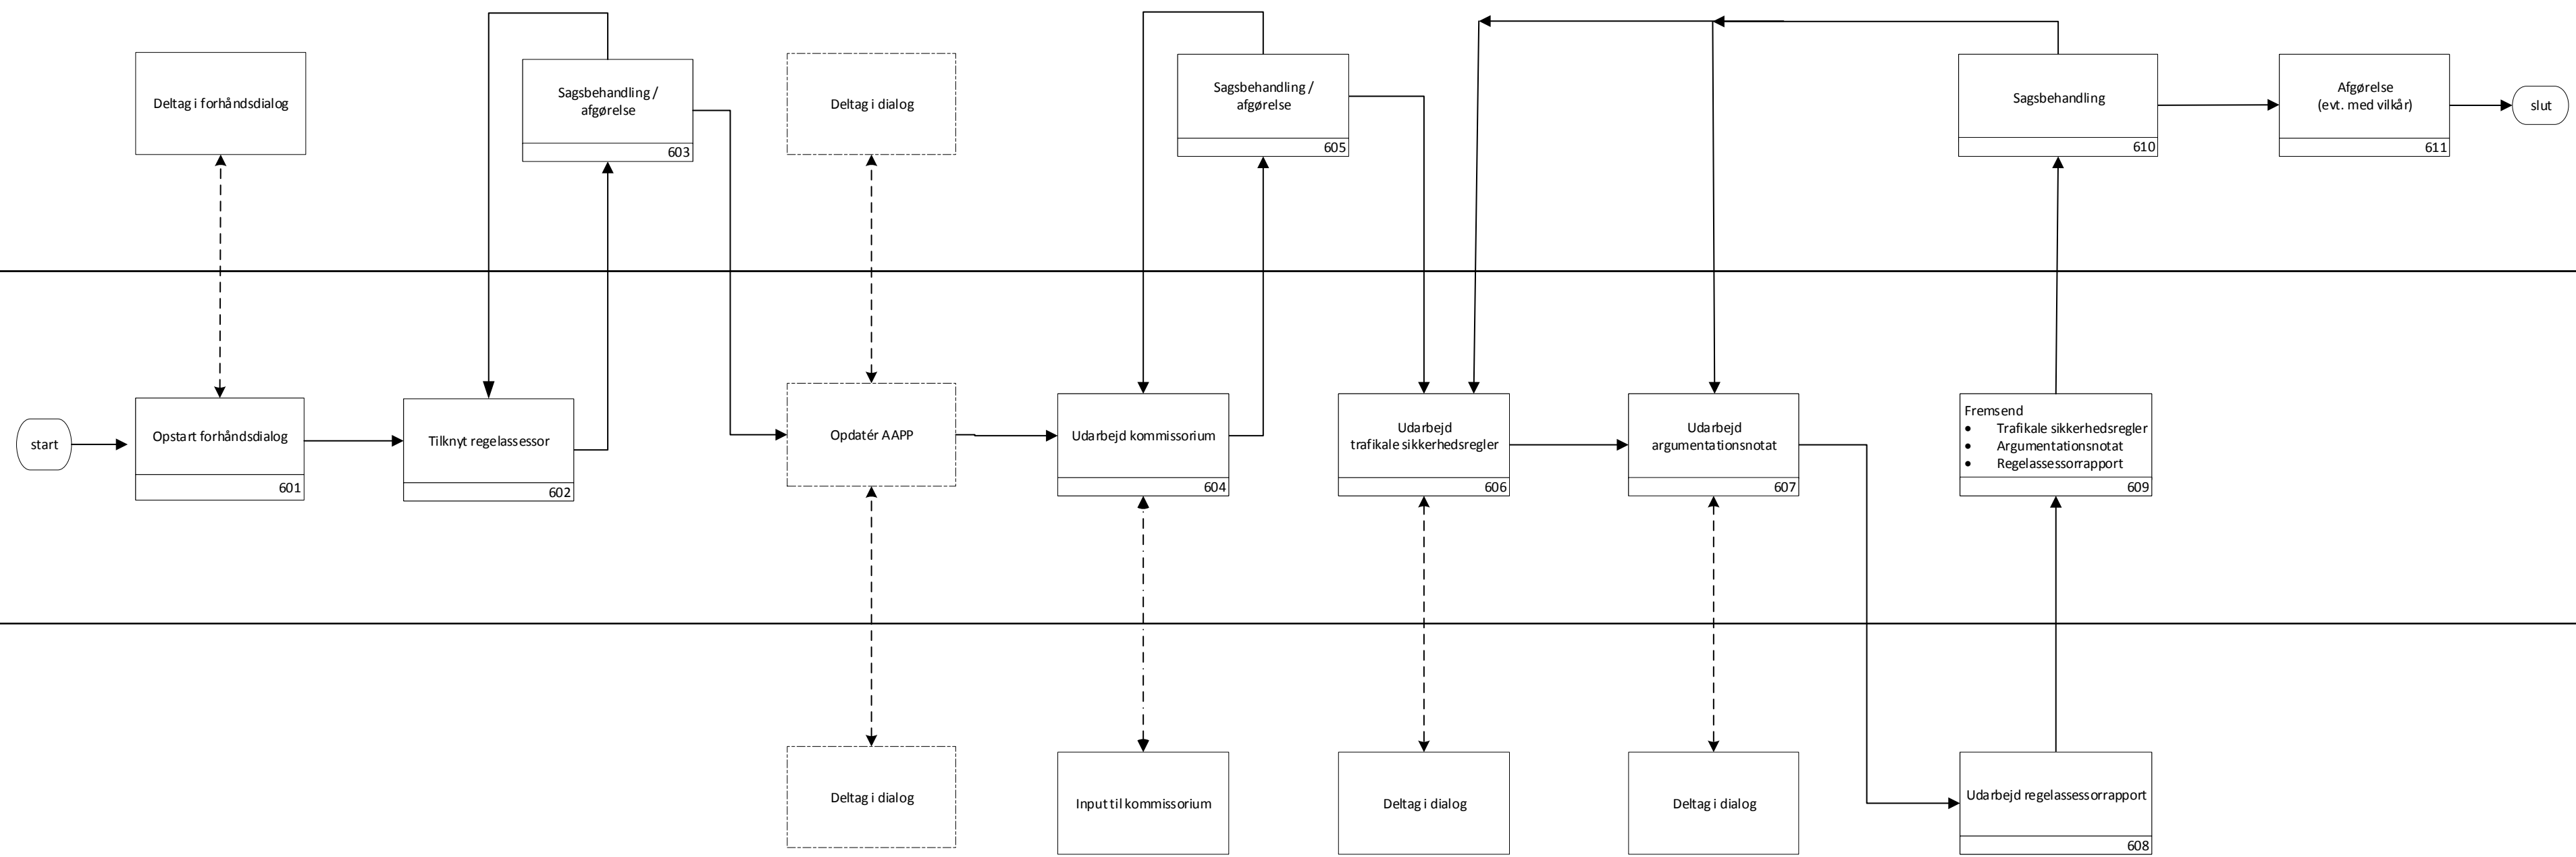 Deltag i forhåndsdialog
Sagsbehandling /
afgørelse
603
Deltag i dialog
Sagsbehandling /
afgørelse
605
Sagsbehandling
610
Afgørelse
(evt. med vilkår)
611
slut
start
Opstart forhåndsdialog
601
Tilknyt regelassessor
602
Opdatér AAPP
Udarbejd kommissorium
604
Udarbejd
trafikale sikkerhedsregler
606
Udarbejd
argumentationsnotat
607
Fremsend
• Trafikale sikkerhedsregler
• Argumentationsnotat
• Regelassessorrapport
609
Deltag i dialog
Input til kommissorium
Deltag i dialog
Deltag i dialog
Udarbejd regelassessorrapport
608